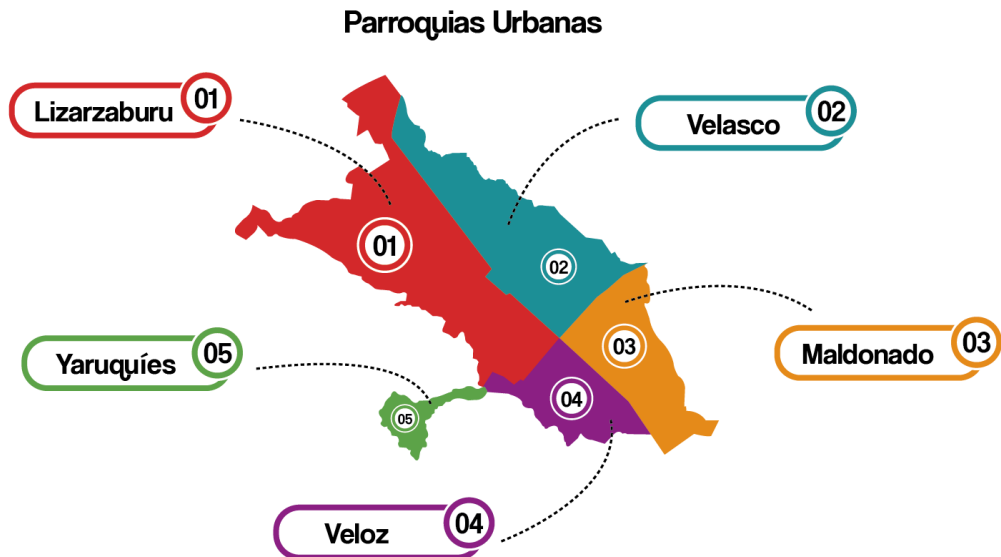 Parroquias Urbanas
Lizarzaburu 01
Velasco 02
01
02
Yaruquíes 05
03
Maldonado 03
04
05
Veloz 04